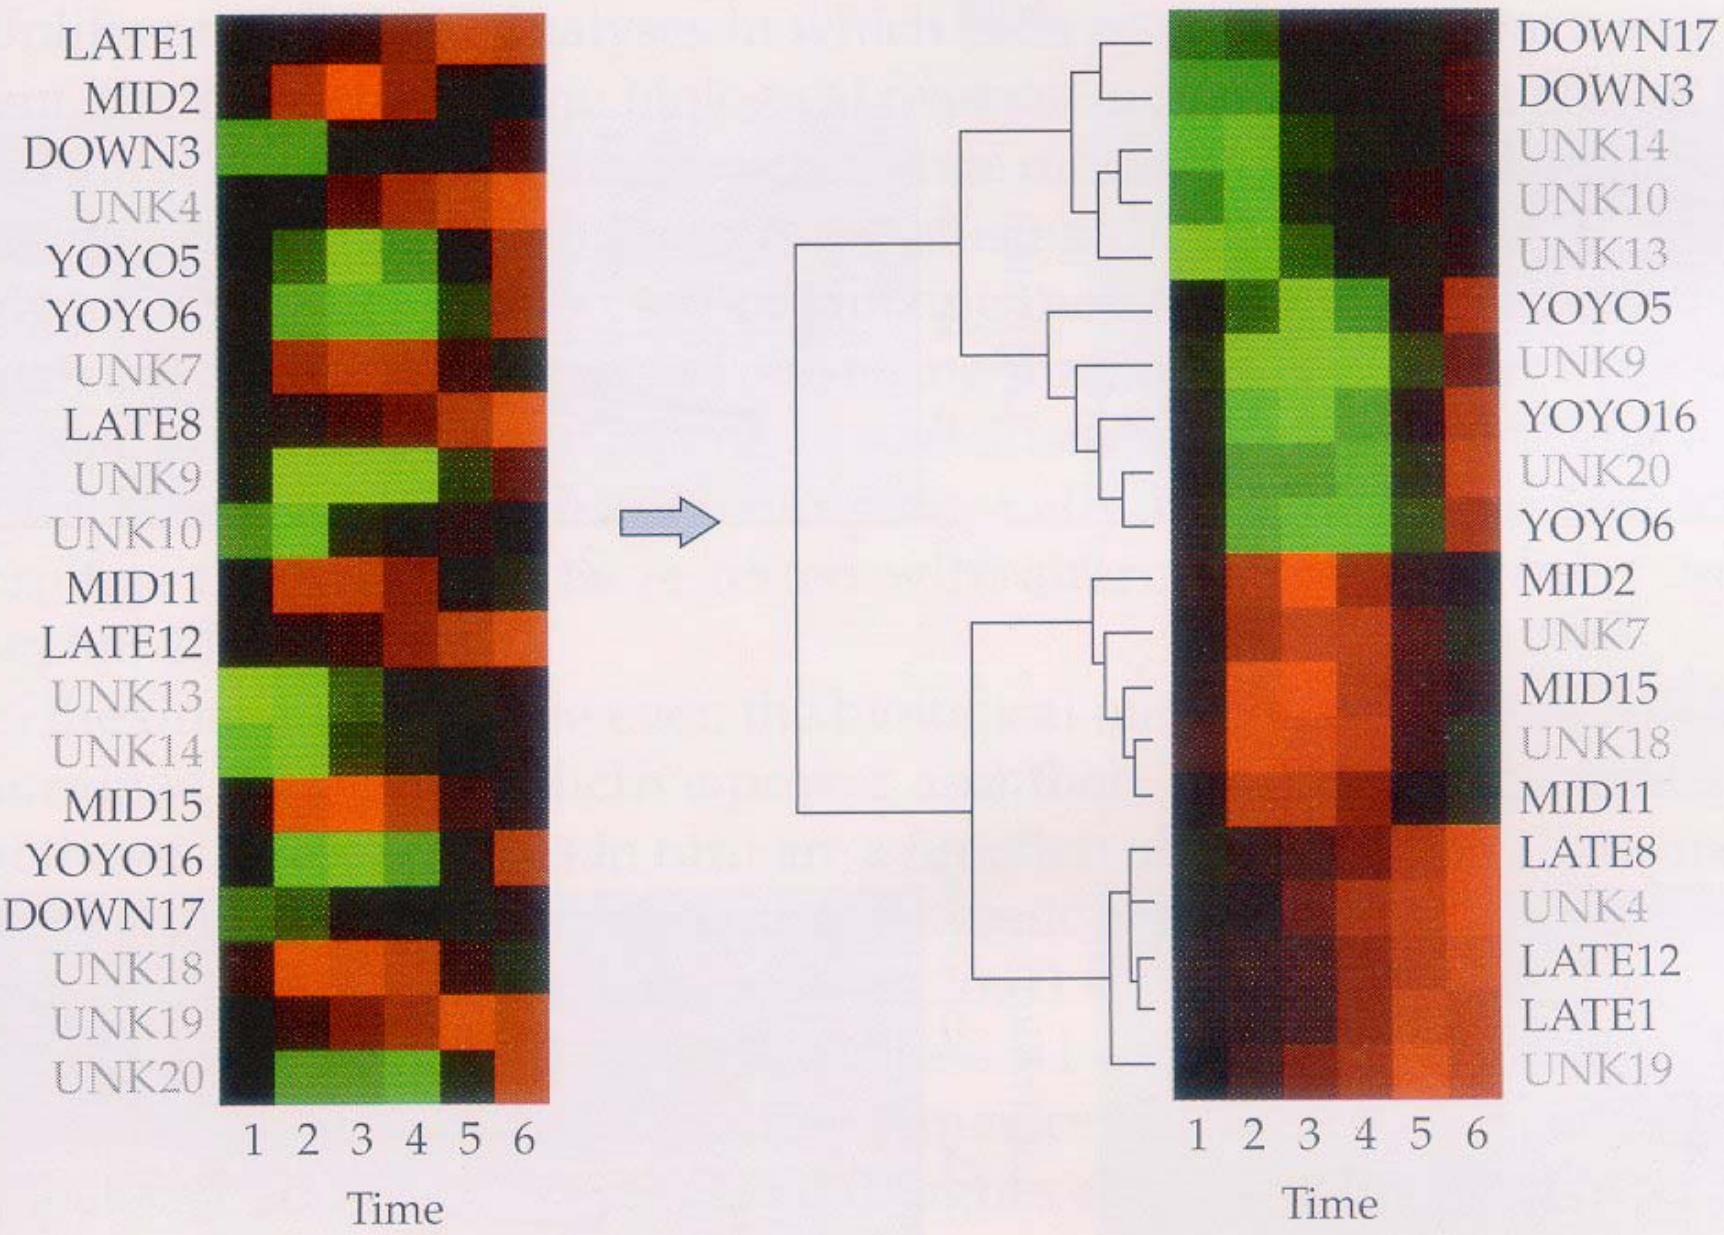 LATE1
MID2
DOWN3
UNK4
YOYO5
YOYO6
UNK7
LATE8
UNK9
UNK10
MID11
LATE12
UNK13
UNK14
MID15
YOYO16
DOWN17
UNK18
UNK19
UNK20
1 2 3 4 5 6
Time
DOWN17
DOWN3
UNK14
UNK10
UNK13
YOYO5
UNK9
YOYO16
UNK20
YOYO6
MID2
UNK7
MID15
UNK18
MID11
LATE8
UNK4
LATE12
LATE1
UNK19
1 2 3 4 5 6
Time